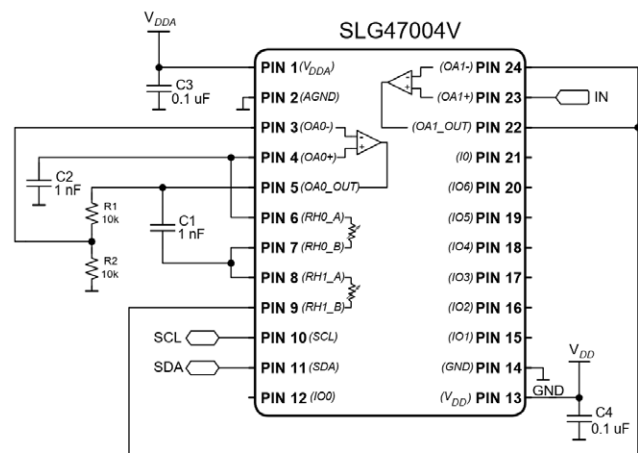 SLG47004V
V_DDA
C3
0.1 uF
PIN 1 (V_DDA)
PIN 2 (AGND)
PIN 3 (OA0-)
PIN 4 (OA0+)
PIN 5 (OA0_OUT)
PIN 6 (RH0_A)
PIN 7 (RH0_B)
PIN 8 (RH1_A)
PIN 9 (RH1_B)
PIN 10 (SCL)
PIN 11 (SDA)
PIN 12 (IO0)
C2
1 nF
R1
10k
C1
1 nF
R2
10k
SCL
SDA
(OA1-) PIN 24
(OA1+) PIN 23
IN
(OA1_OUT) PIN 22
(I0) PIN 21
(IO6) PIN 20
(IO5) PIN 19
(IO4) PIN 18
(IO3) PIN 17
(IO2) PIN 16
(IO1) PIN 15
(GND) PIN 14
GND
(V_DD) PIN 13
V_DD
C4
0.1 uF